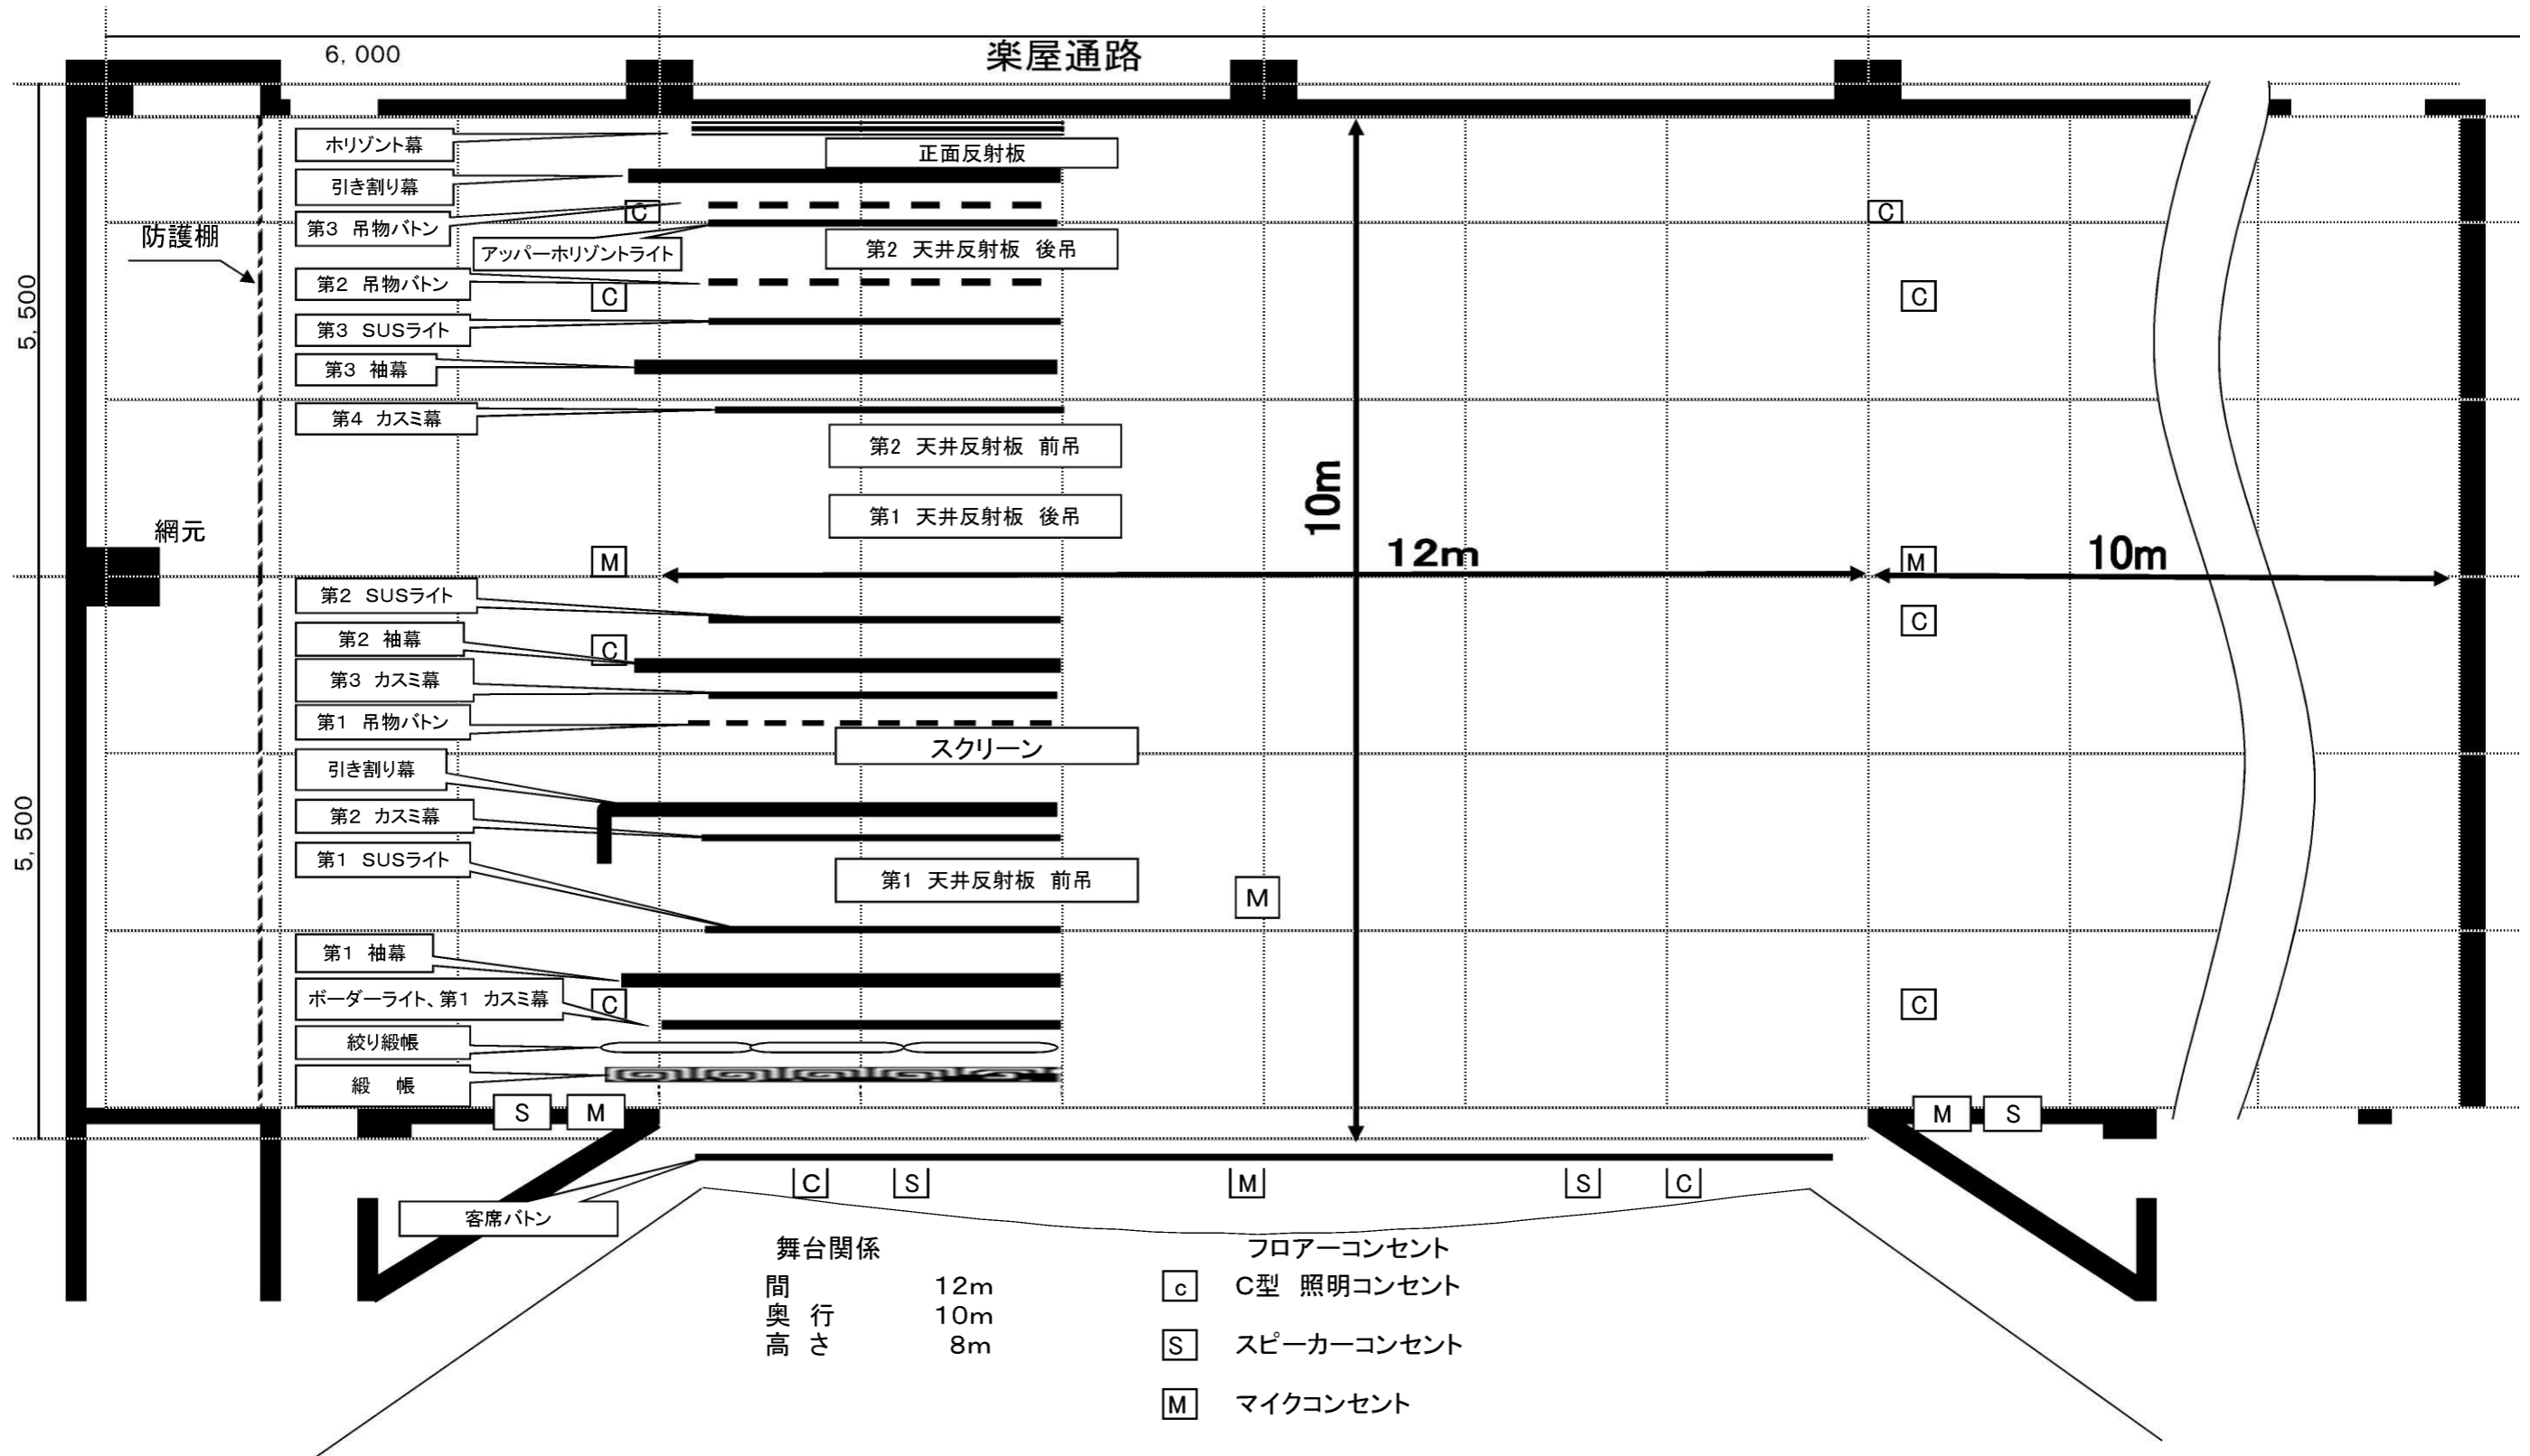 6,000
楽屋通路
ホリゾント幕
正面反射板
引き割り幕
C
C
第3 吊物バトン
防護棚
アッパーホリゾントライト
第2 天井反射板 後吊
5,500
第2 吊物バトン
C
C
第3 SUSライト
第3 袖幕
第4 カスミ幕
第2 天井反射板 前吊
10m
第1 天井反射板 後吊
網元
M
12m
M
10m
第2 SUSライト
第2 袖幕
C
C
第3 カスミ幕
第1 吊物バトン
スクリーン
引き割り幕
5,500
第2 カスミ幕
第1 SUSライト
第1 天井反射板 前吊
M
第1 袖幕
ボーダーライト、第1 カスミ幕
C
C
絞り緞帳
緞 帳
S
M
M
S
C
S
M
S
C
客席バトン
舞台関係
間 12m
奥 行 10m
高 さ 8m
フロアーコンセント
c C型 照明コンセント
S スピーカーコンセント
M マイクコンセント